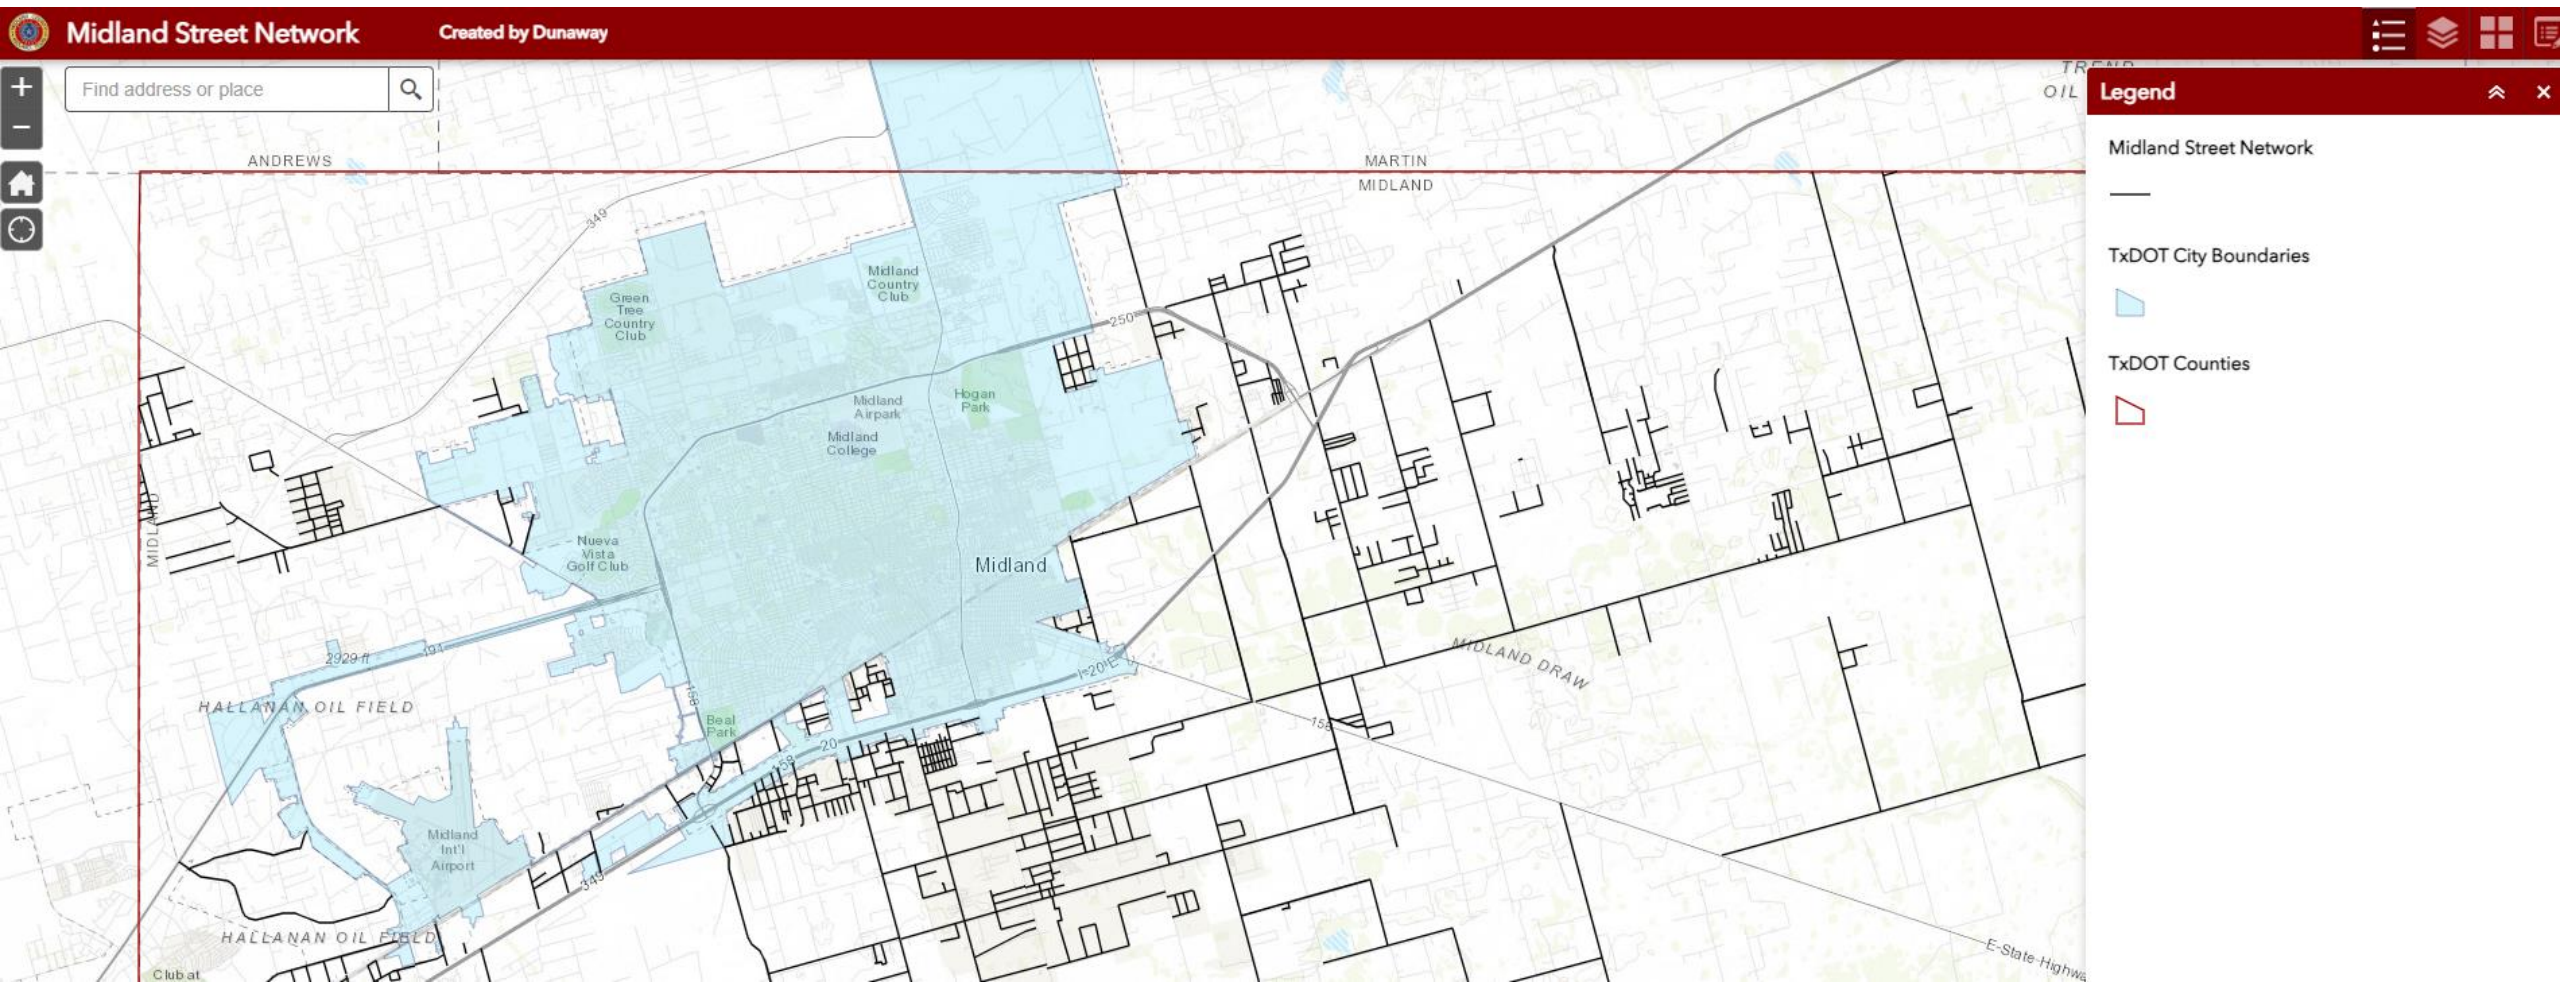 Midland Street Network
Created by Dunaway
Find address or place
TREND
OIL
Legend
Midland Street Network
TxDOT City Boundaries
TxDOT Counties
ANDREWS
MARTIN
MIDLAND
349
Midland
Country
Club
Green
Tree
Country
Club
250
Hogan
Park
Midland
Airpark
Midland
College
MIDLAND
Nueva
Vista
Golf Club
Midland
2929 ft
191
I-20-E
MIDLAND DRAW
HALLANAN OIL FIELD
158
Beal
Park
158
20
158
Midland
Int'l
Airport
349
HALLANAN OIL FIELD
E-State-Highwa
Club at